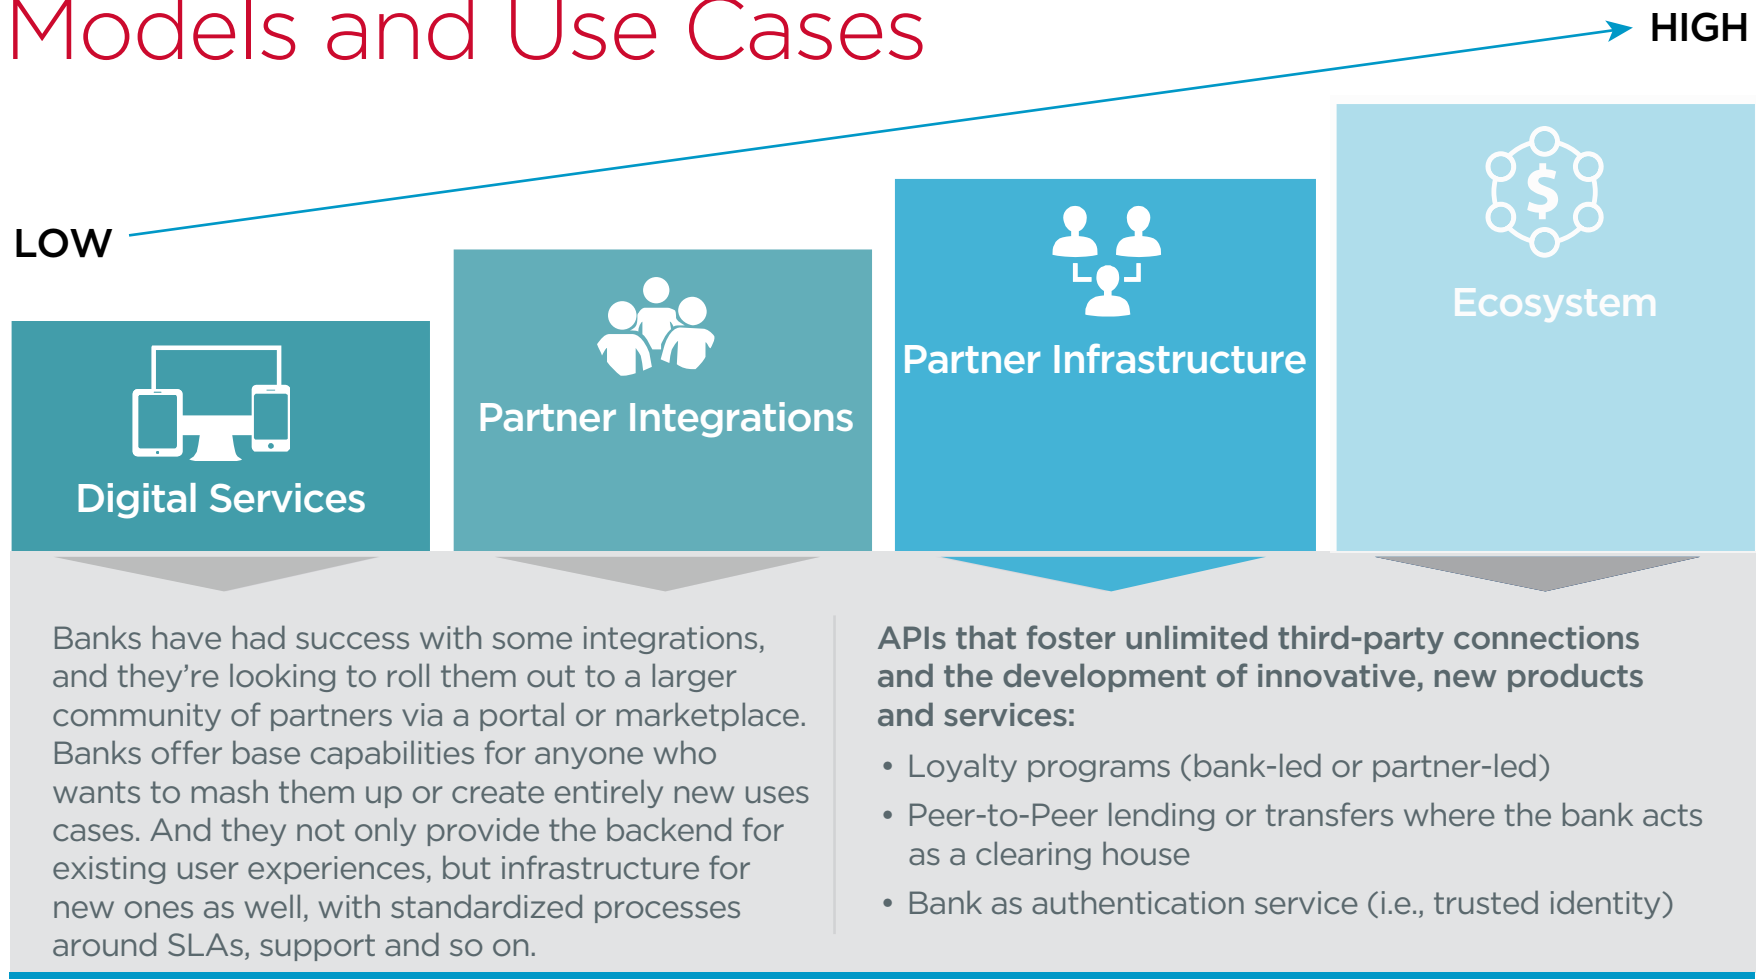 Models and Use Cases
HIGH
LOW
Digital Services
Partner Integrations
Partner Infrastructure
$
Ecosystem
Banks have had success with some integrations,
and they’re looking to roll them out to a larger
community of partners via a portal or marketplace.
Banks offer base capabilities for anyone who
wants to mash them up or create entirely new uses
cases. And they not only provide the backend for
existing user experiences, but infrastructure for
new ones as well, with standardized processes
around SLAs, support and so on.
APIs that foster unlimited third-party connections
and the development of innovative, new products
and services:
• Loyalty programs (bank-led or partner-led)
• Peer-to-Peer lending or transfers where the bank acts
as a clearing house
• Bank as authentication service (i.e., trusted identity)